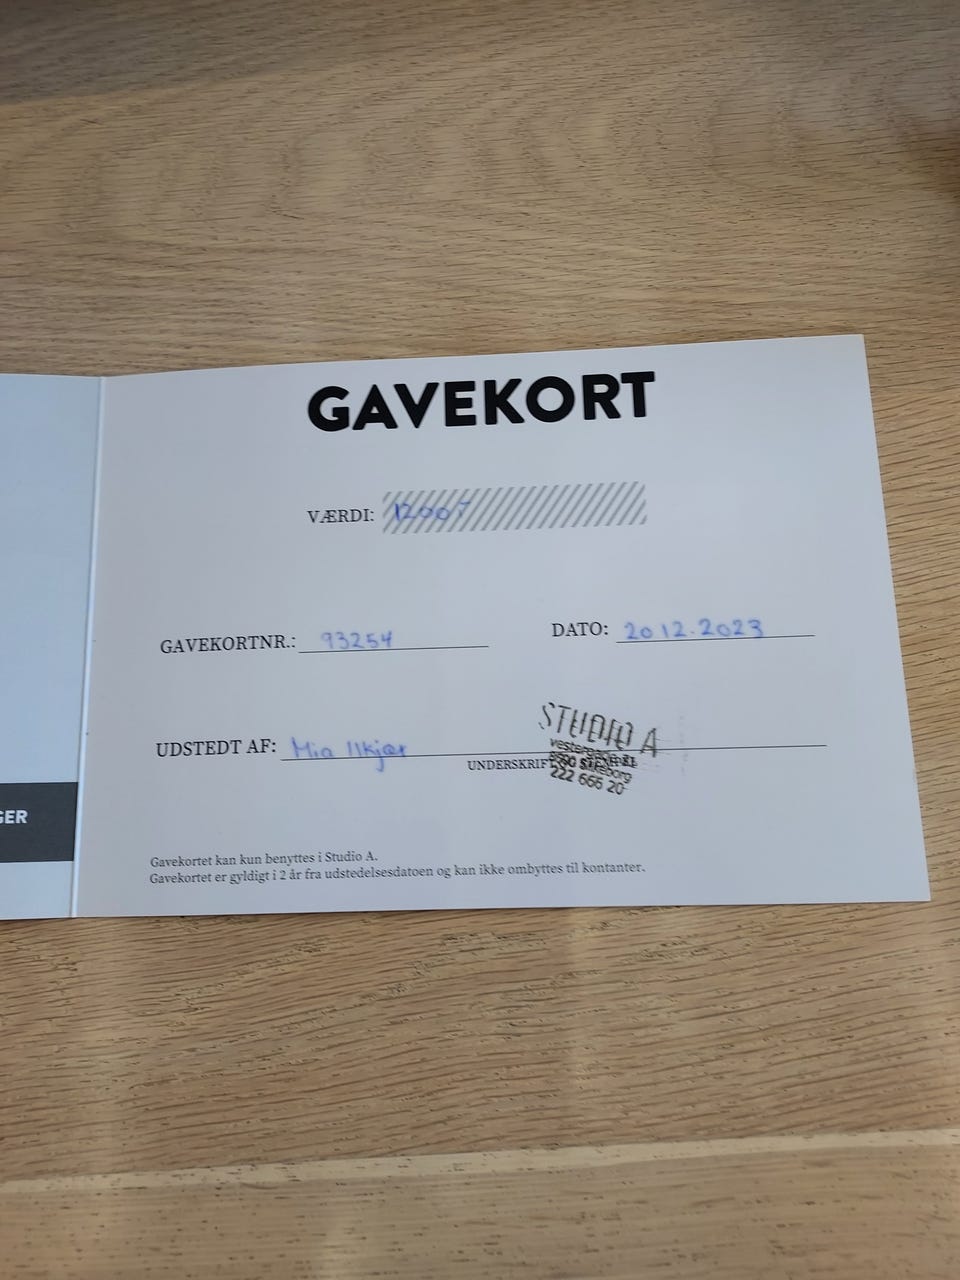 GAVEKORT
VÆRDI: 1200,-
GAVEKORTNR.: 93254
DATO: 20 12.2023
UDSTEDT AF: Mia Ilkjær
STUDIO A
UNDERSKRIFT
222 666 20
Gavekortet kan kun benyttes i Studio A.
Gavekortet er gyldigt i 2 år fra udstedelsesdatoen og kan ikke ombyttes til kontanter.